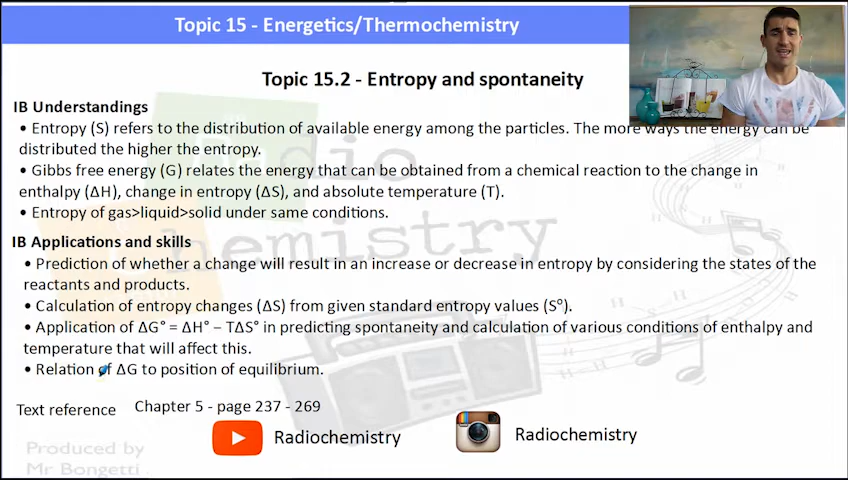 Topic 15 - Energetics/Thermochemistry
Topic 15.2 - Entropy and spontaneity
IB Understandings
• Entropy (S) refers to the distribution of available energy among the particles. The more ways the energy can be
distributed the higher the entropy.
• Gibbs free energy (G) relates the energy that can be obtained from a chemical reaction to the change in
enthalpy (ΔH), change in entropy (ΔS), and absolute temperature (T).
• Entropy of gas>liquid>solid under same conditions.
IB Applications and skills
• Prediction of whether a change will result in an increase or decrease in entropy by considering the states of the
reactants and products.
• Calculation of entropy changes (ΔS) from given standard entropy values (Sº).
• Application of ΔG° = ΔH° – TΔS° in predicting spontaneity and calculation of various conditions of enthalpy and
temperature that will affect this.
• Relation of ΔG to position of equilibrium.
Text reference Chapter 5 - page 237 - 269
Radiochemistry
Radiochemistry
Produced by
Mr Bongetti